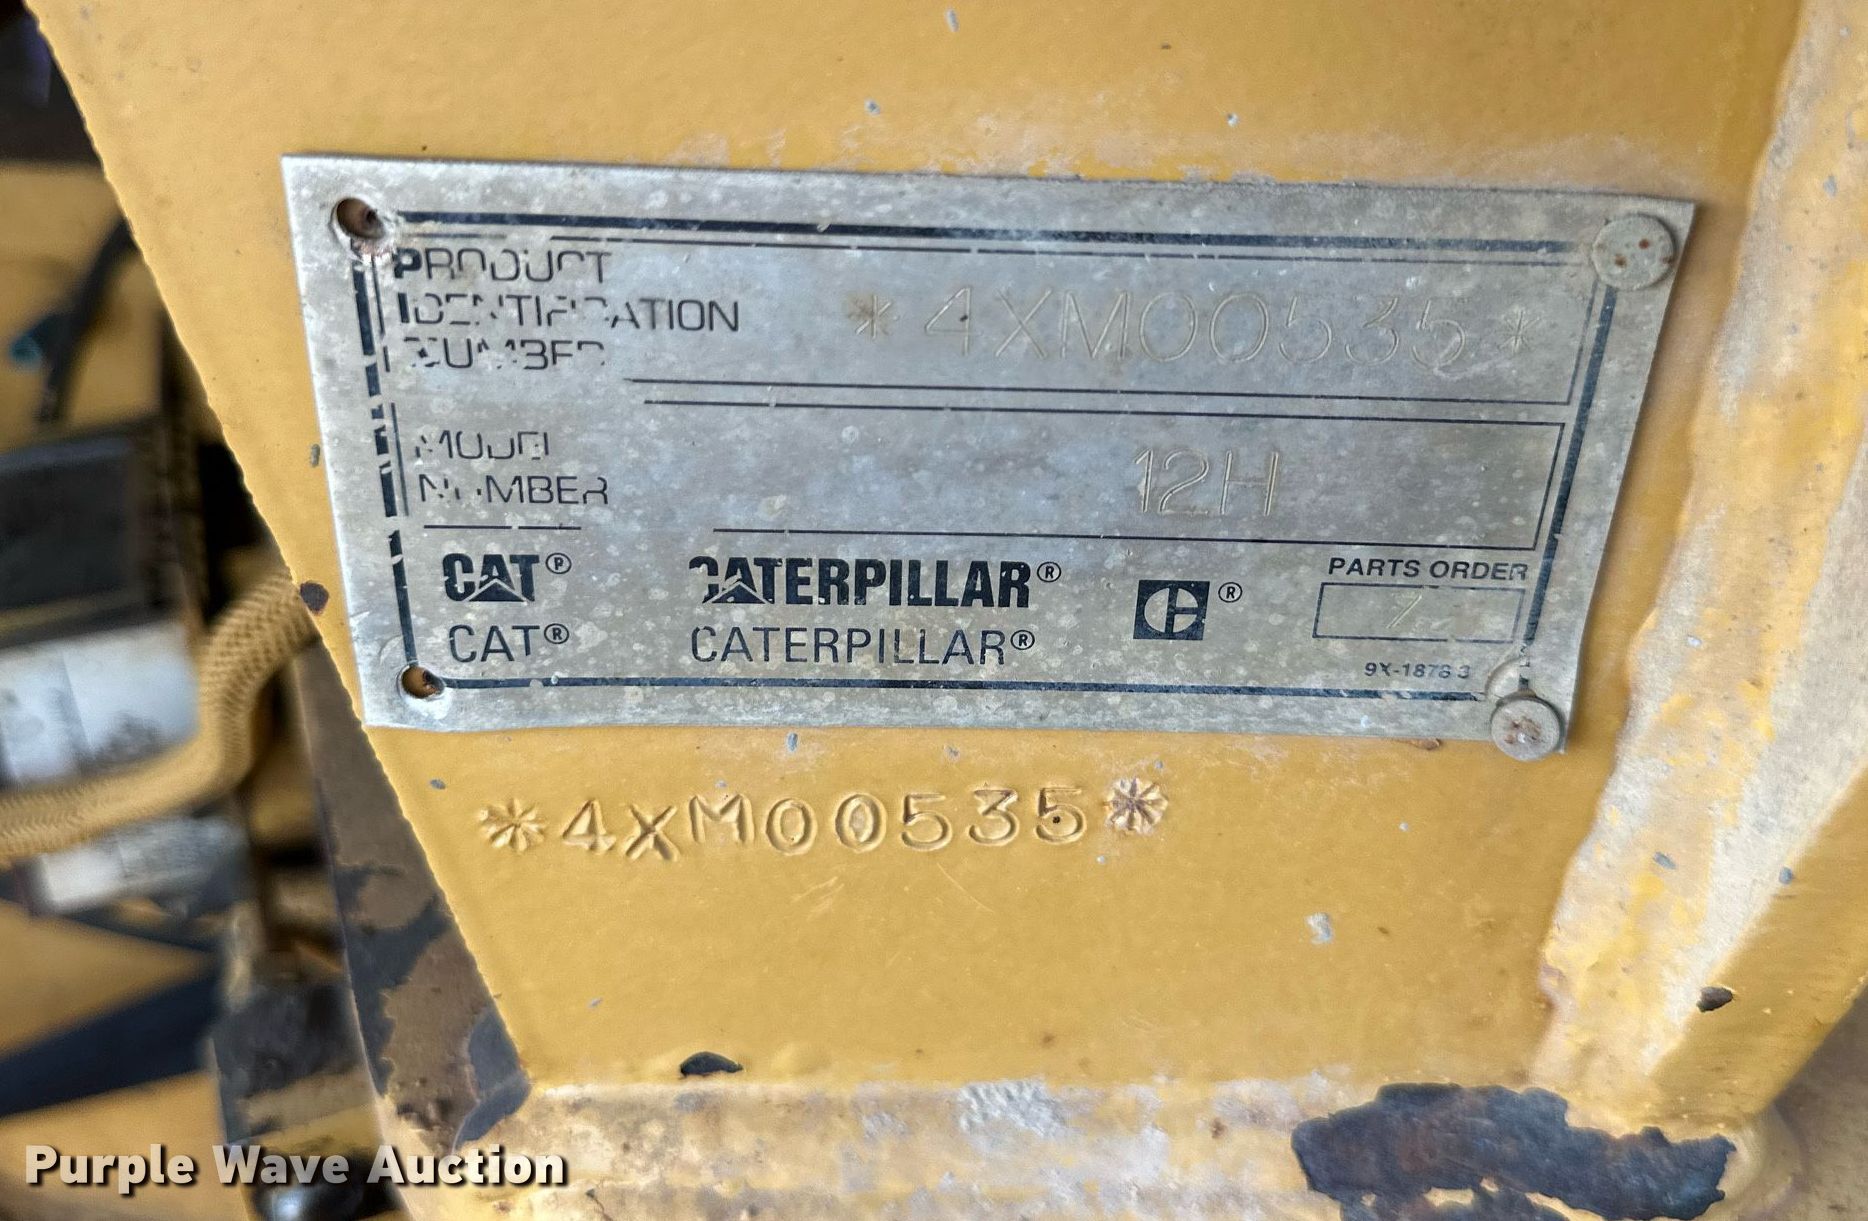 PRODUCT
IDENTIFICATION *4XM00535*
NUMBER
MODEL
NUMBER 12H
CAT® CATERPILLAR® C® PARTS ORDER
CAT® CATERPILLAR®
*4XM00535*
Purple Wave Auction